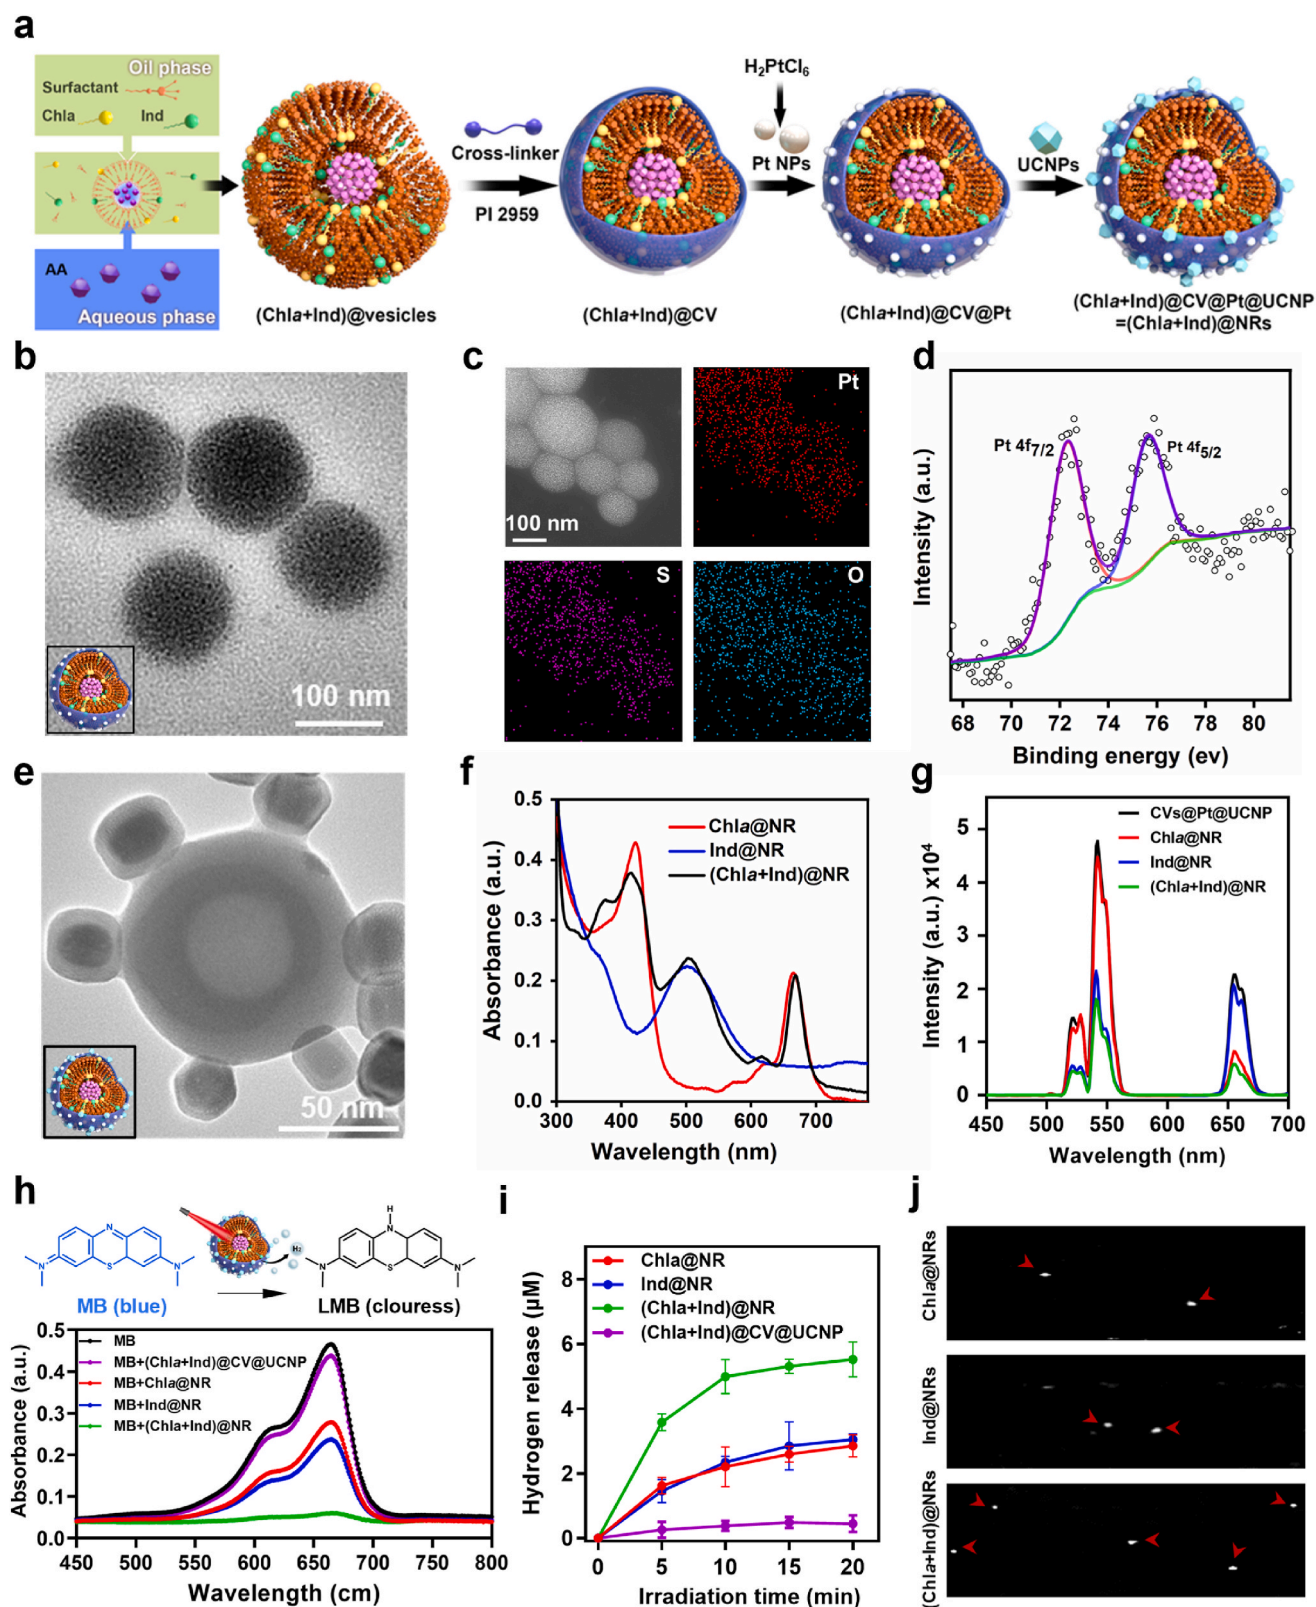 a
Oil phase
Surfactant
Chla
Ind
AA
Aqueous phase
(Chla+Ind)@vesicles
Cross-linker
PI 2959
(Chla+Ind)@CV
H2PtCl6
Pt NPs
(Chla+Ind)@CV@Pt
UCNPs
(Chla+Ind)@CV@Pt@UCNP
=(Chla+Ind)@NRs
b
100 nm
c
100 nm
Pt
S
O
d
Intensity (a.u.)
Pt 4f7/2
Pt 4f5/2
68 70 72 74 76 78 80
Binding energy (ev)
e
50 nm
f
Absorbance (a.u.)
0.5
0.4
0.3
0.2
0.1
0
Chla@NR
Ind@NR
(Chla+Ind)@NR
300 400 500 600 700
Wavelength (nm)
g
Intensity (a.u.) x10⁴
5
4
3
2
1
0
CVs@Pt@UCNP
Chla@NR
Ind@NR
(Chla+Ind)@NR
450 500 550 600 650 700
Wavelength (nm)
h
N
N+
S
N
MB (blue)
H2
H
N
N
S
N
LMB (clouress)
Absorbance (a.u.)
0.5
0.4
0.3
0.2
0.1
0.0
MB
MB+(Chla+Ind)@CV@UCNP
MB+Chla@NR
MB+Ind@NR
MB+(Chla+Ind)@NR
450 500 550 600 650 700 750 800
Wavelength (cm)
i
Hydrogen release (μM)
8
6
4
2
0
Chla@NR
Ind@NR
(Chla+Ind)@NR
(Chla+Ind)@CV@UCNP
0 5 10 15 20
Irradiation time (min)
j
Chla@NRs
Ind@NRs
(Chla+Ind)@NRs